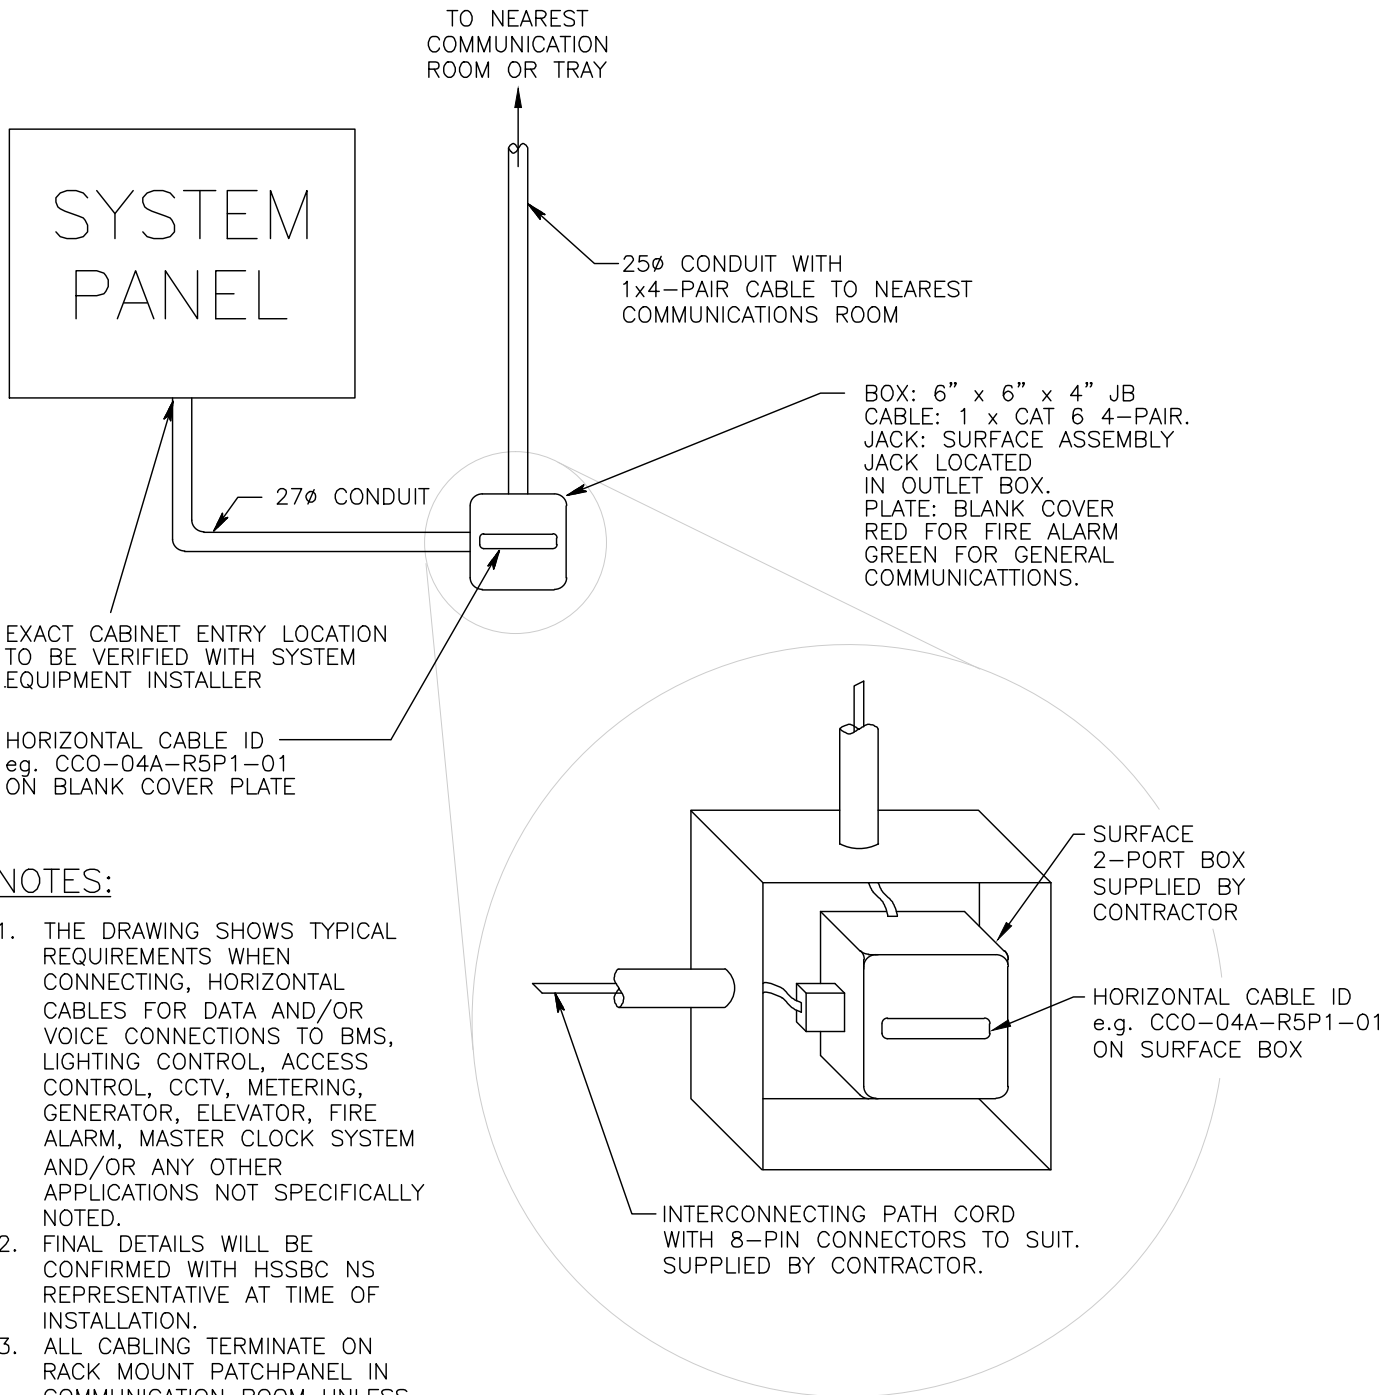 TO NEAREST
COMMUNICATION
ROOM OR TRAY
SYSTEM
PANEL
25ø CONDUIT WITH
1x4-PAIR CABLE TO NEAREST
COMMUNICATIONS ROOM
BOX: 6" x 6" x 4" JB
CABLE: 1 x CAT 6 4-PAIR.
JACK: SURFACE ASSEMBLY
JACK LOCATED
IN OUTLET BOX.
PLATE: BLANK COVER
RED FOR FIRE ALARM
GREEN FOR GENERAL
COMMUNICATTIONS.
27ø CONDUIT
EXACT CABINET ENTRY LOCATION
TO BE VERIFIED WITH SYSTEM
EQUIPMENT INSTALLER
HORIZONTAL CABLE ID
eg. CCO-04A-R5P1-01
ON BLANK COVER PLATE
SURFACE
2-PORT BOX
SUPPLIED BY
CONTRACTOR
HORIZONTAL CABLE ID
e.g. CCO-04A-R5P1-01
ON SURFACE BOX
INTERCONNECTING PATH CORD
WITH 8-PIN CONNECTORS TO SUIT.
SUPPLIED BY CONTRACTOR.
NOTES:
1. THE DRAWING SHOWS TYPICAL
REQUIREMENTS WHEN
CONNECTING, HORIZONTAL
CABLES FOR DATA AND/OR
VOICE CONNECTIONS TO BMS,
LIGHTING CONTROL, ACCESS
CONTROL, CCTV, METERING,
GENERATOR, ELEVATOR, FIRE
ALARM, MASTER CLOCK SYSTEM
AND/OR ANY OTHER
APPLICATIONS NOT SPECIFICALLY
NOTED.
2. FINAL DETAILS WILL BE
CONFIRMED WITH HSSBC NS
REPRESENTATIVE AT TIME OF
INSTALLATION.
3. ALL CABLING TERMINATE ON
RACK MOUNT PATCHPANEL IN
COMMUNICATION ROOM UNLESS